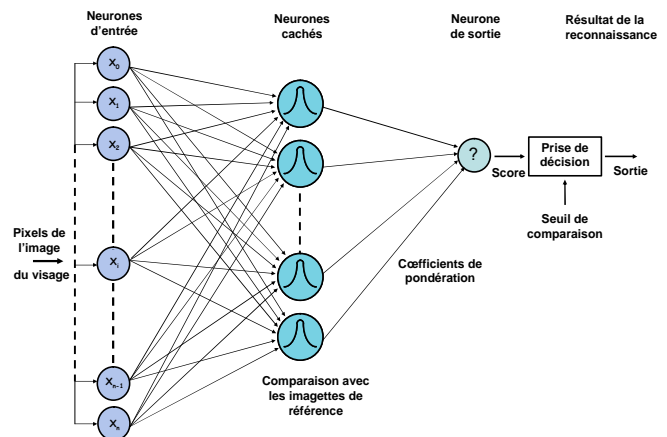 Neurones
d'entrée
Neurones
cachés
Neurone
de sortie
Résultat de la
reconnaissance
X0
X1
X2
Pixels de
l'image
du visage
Xi
Xn-1
Xn
?
Score
Prise de
décision
Sortie
Seuil de
comparaison
Cœfficients de
pondération
Comparaison avec
les imagettes de
référence